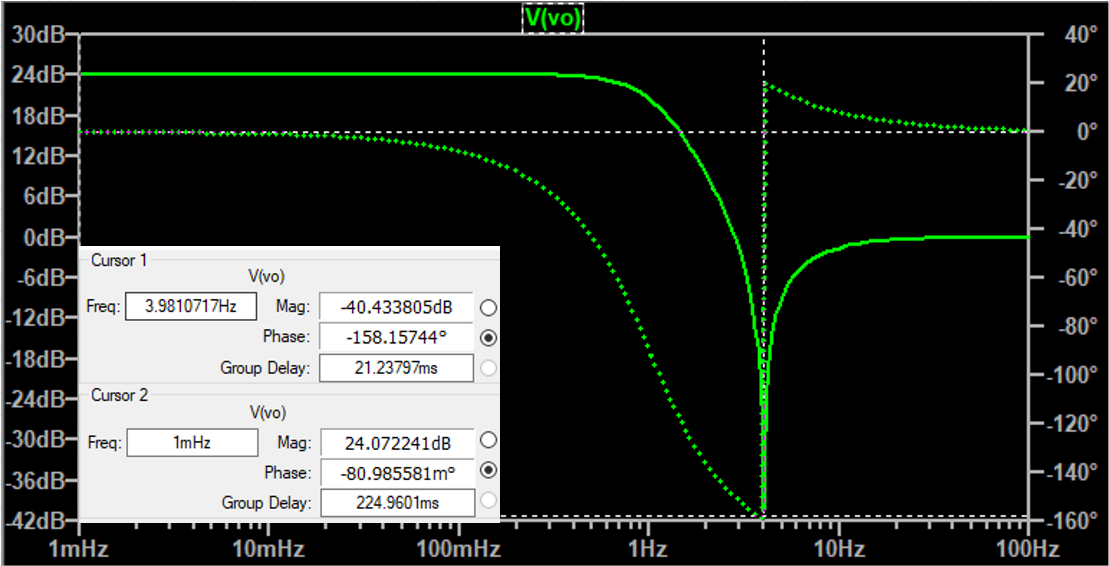 V(vo)
30dB
24dB
18dB
12dB
6dB
0dB
-6dB
-12dB
-18dB
-24dB
-30dB
-36dB
-42dB
40°
20°
0°
-20°
-40°
-60°
-80°
-100°
-120°
-140°
-160°
1mHz 10mHz 100mHz 1Hz 10Hz 100Hz
Cursor 1
V(vo)
Freq: 3.9810717Hz Mag: -40.433805dB
Phase: -158.15744°
Group Delay: 21.23797ms
Cursor 2
V(vo)
Freq: 1mHz Mag: 24.072241dB
Phase: -80.985581m°
Group Delay: 224.9601ms